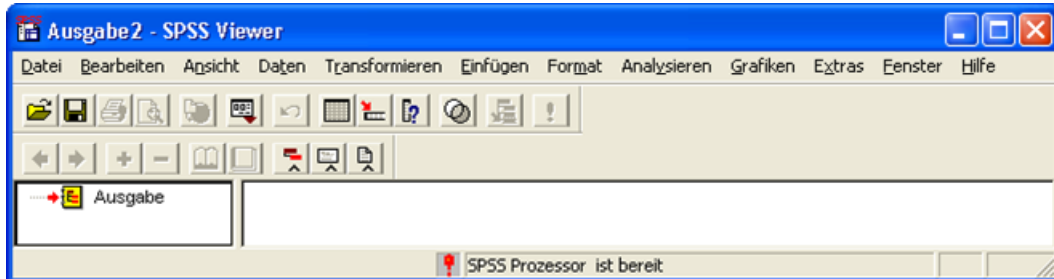 Ausgabe2 - SPSS Viewer
Datei Bearbeiten Ansicht Daten Transformieren Einfügen Format Analysieren Grafiken Extras Fenster Hilfe
Ausgabe
SPSS Prozessor ist bereit